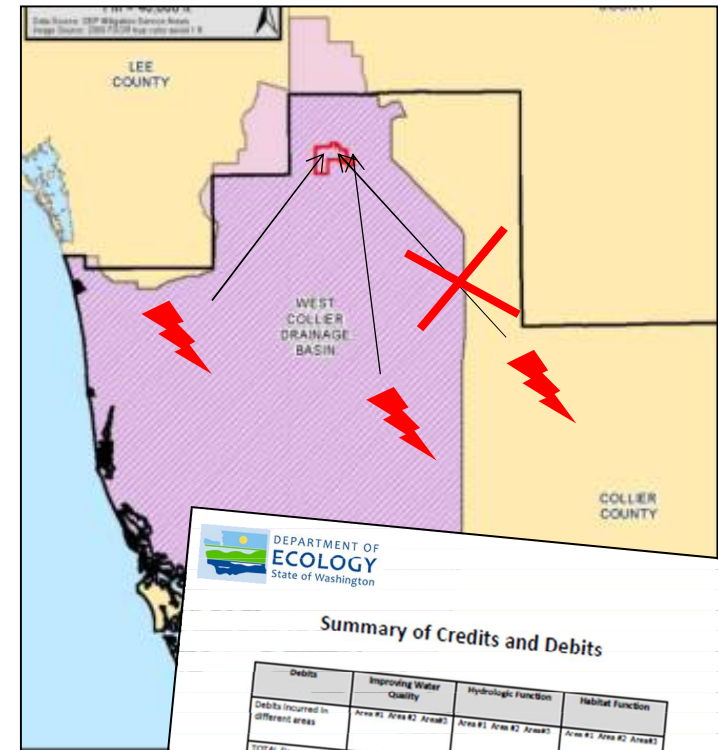 LEE
COUNTY
WEST
COLLIER
DRAINAGE
BASIN
COLLIER
COUNTY
DEPARTMENT OF
ECOLOGY
State of Washington
Summary of Credits and Debits
Debits
Improving Water
Quality
Hydrologic Function
Habitat Function
Debits incurred in
different areas
Area #1 Area #2 Area#3
Area #1 Area #2 Area#3
Area #1 Area #2 Area#3